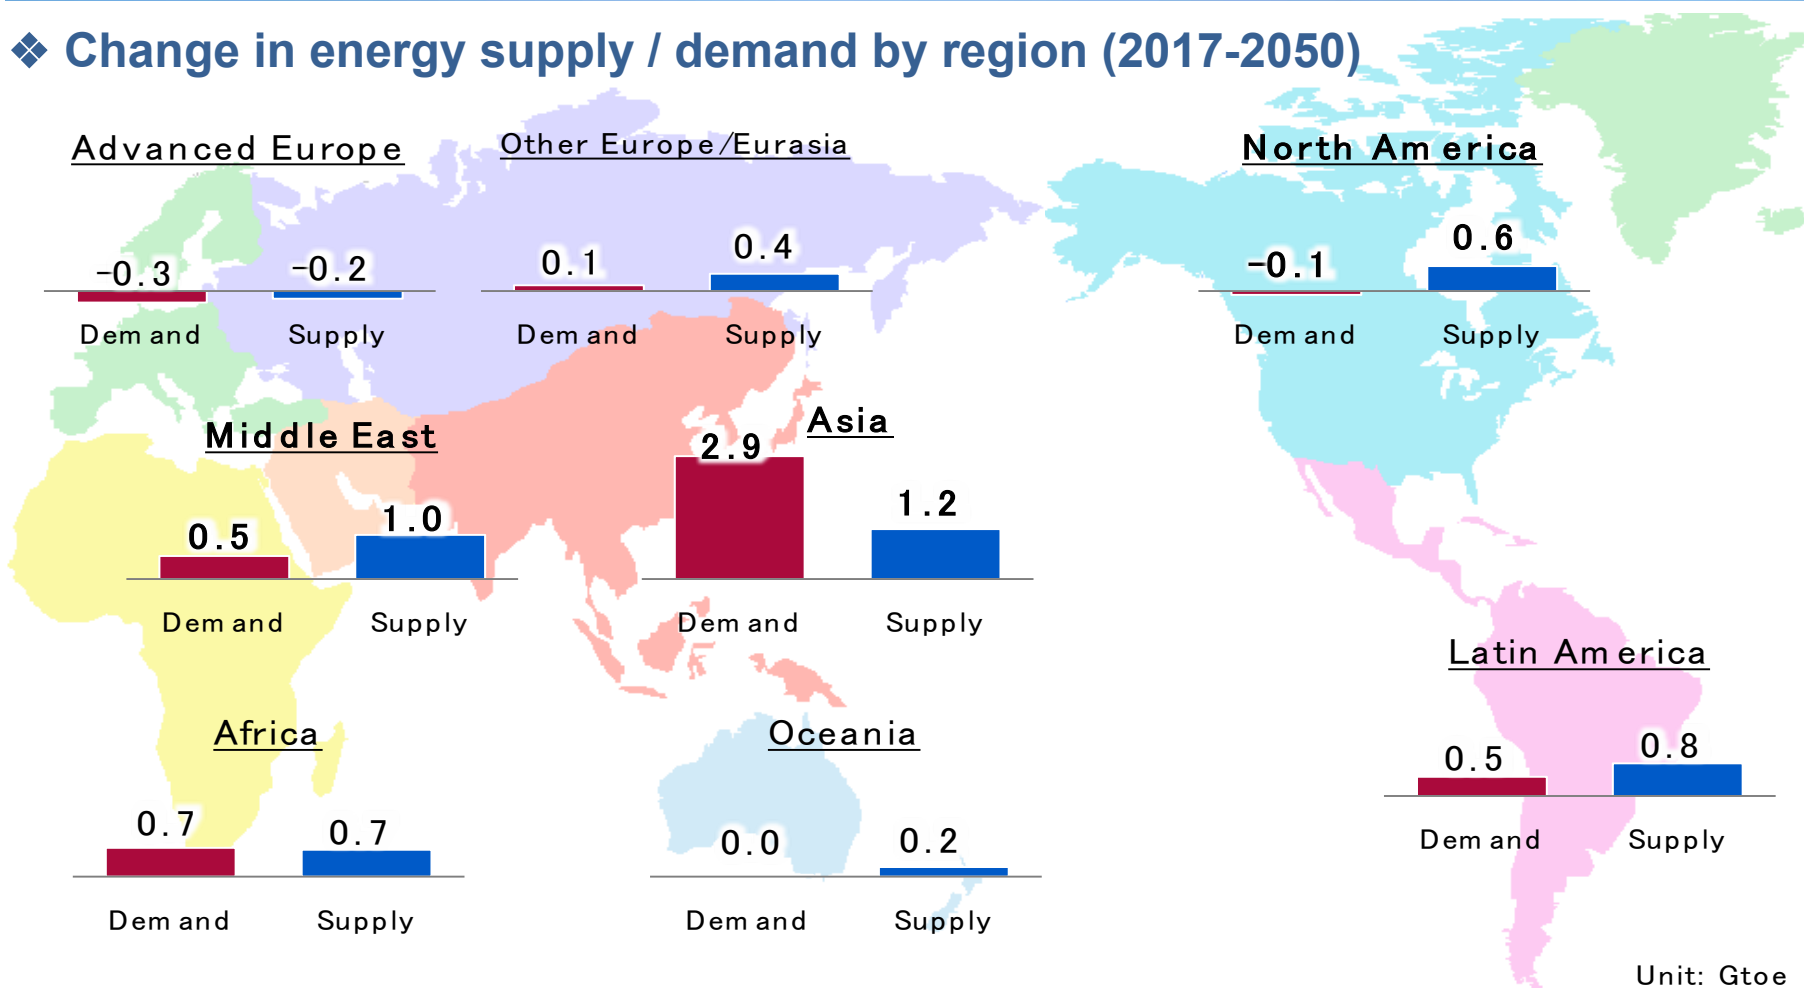 ❖ Change in energy supply / demand by region (2017-2050)
Advanced Europe
-0.3
-0.2
Demand
Supply
Other Europe/Eurasia
0.1
0.4
Demand
Supply
North America
-0.1
0.6
Demand
Supply
Middle East
0.5
1.0
Demand
Supply
Asia
2.9
1.2
Demand
Supply
Latin America
0.5
0.8
Demand
Supply
Africa
0.7
0.7
Demand
Supply
Oceania
0.0
0.2
Demand
Supply
Unit: Gtoe